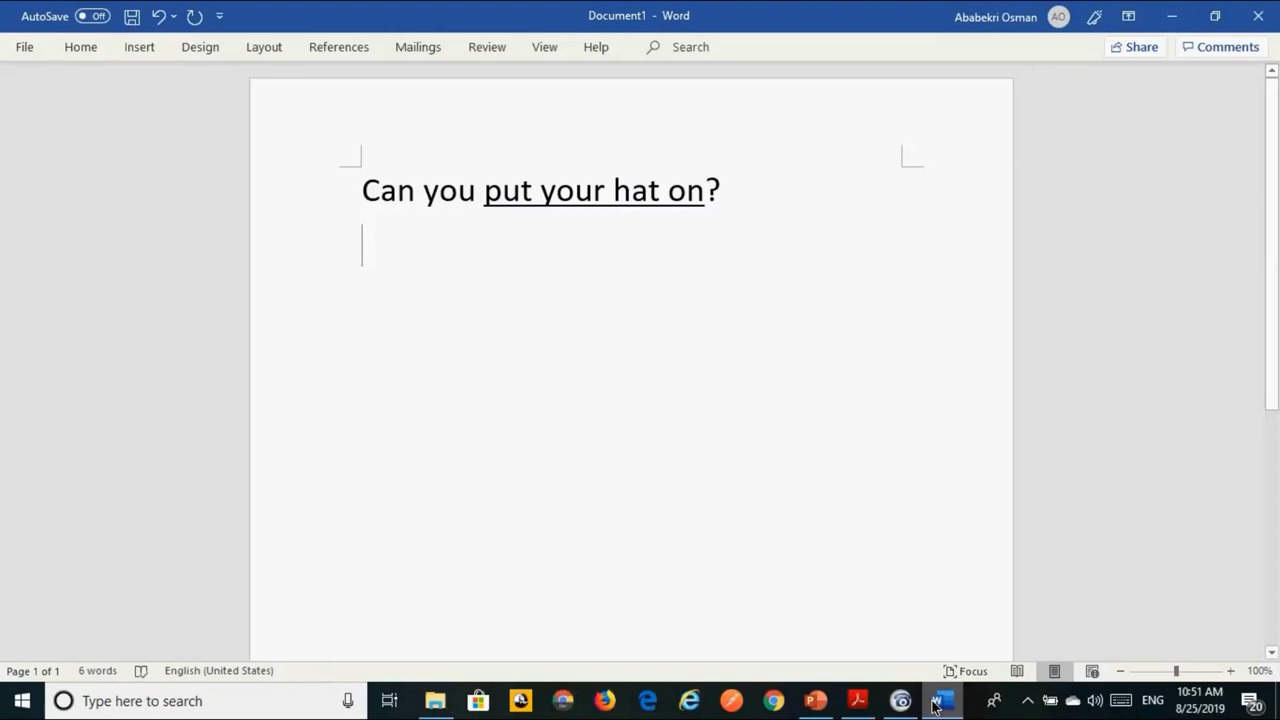 AutoSave Off Document1 - Word Ababekri Osman AO
File Home Insert Design Layout References Mailings Review View Help Search Share Comments
Can you put your hat on?
Page 1 of 1 6 words English (United States) Focus 100%
Type here to search ENG 10:51 AM
8/25/2019 20